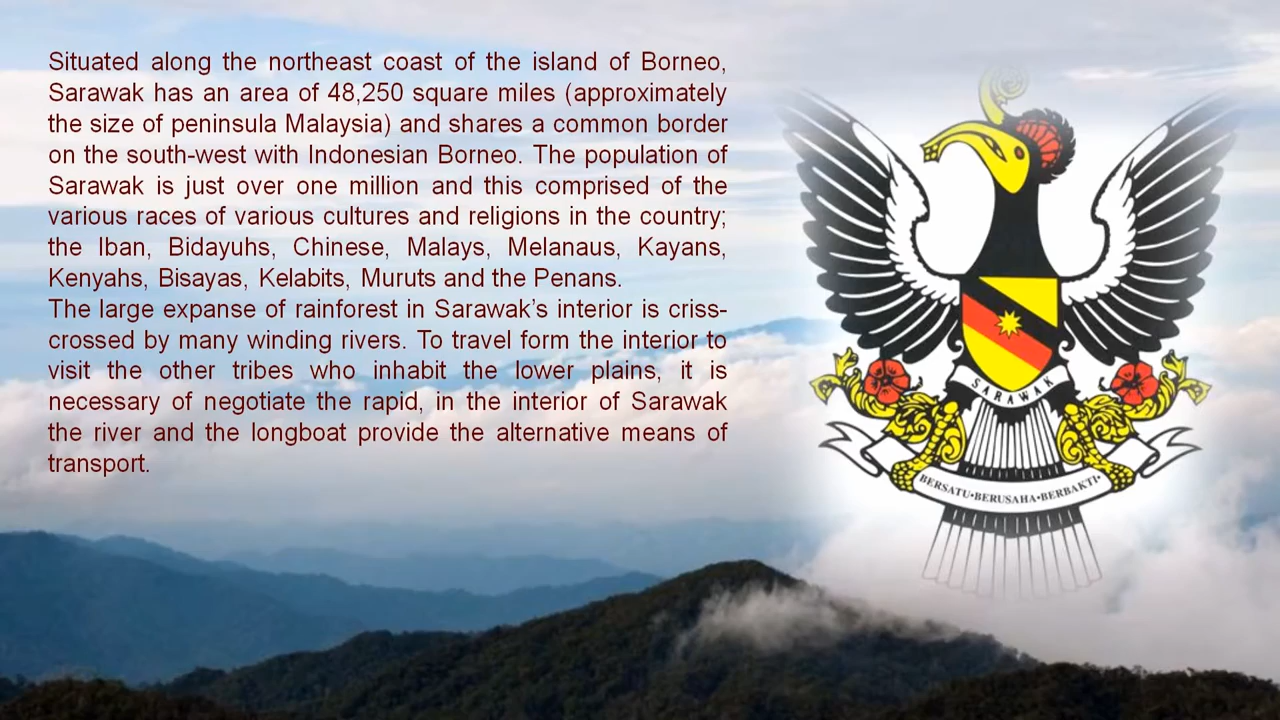 Situated along the northeast coast of the island of Borneo,
Sarawak has an area of 48,250 square miles (approximately
the size of peninsula Malaysia) and shares a common border
on the south-west with Indonesian Borneo. The population of
Sarawak is just over one million and this comprised of the
various races of various cultures and religions in the country;
the Iban, Bidayuhs, Chinese, Malays, Melanaus, Kayans,
Kenyahs, Bisayas, Kelabits, Muruts and the Penans.
The large expanse of rainforest in Sarawak’s interior is criss-
crossed by many winding rivers. To travel form the interior to
visit the other tribes who inhabit the lower plains, it is
necessary of negotiate the rapid, in the interior of Sarawak
the river and the longboat provide the alternative means of
transport.
SARAWAK
BERSATU•BERUSAHA•BERBAKTI•